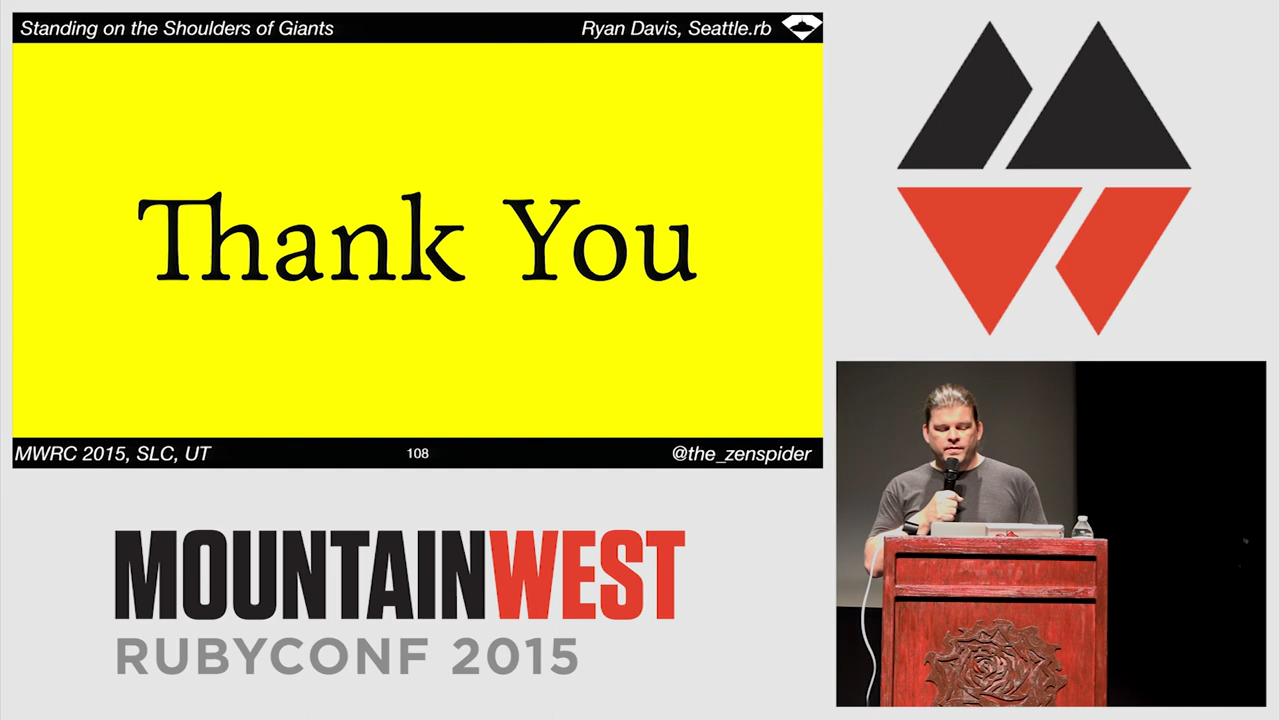 Standing on the Shoulders of Giants
Ryan Davis, Seattle.rb
Thank You
MWRC 2015, SLC, UT
108
@the_zenspider
MOUNTAINWEST
RUBYCONF 2015